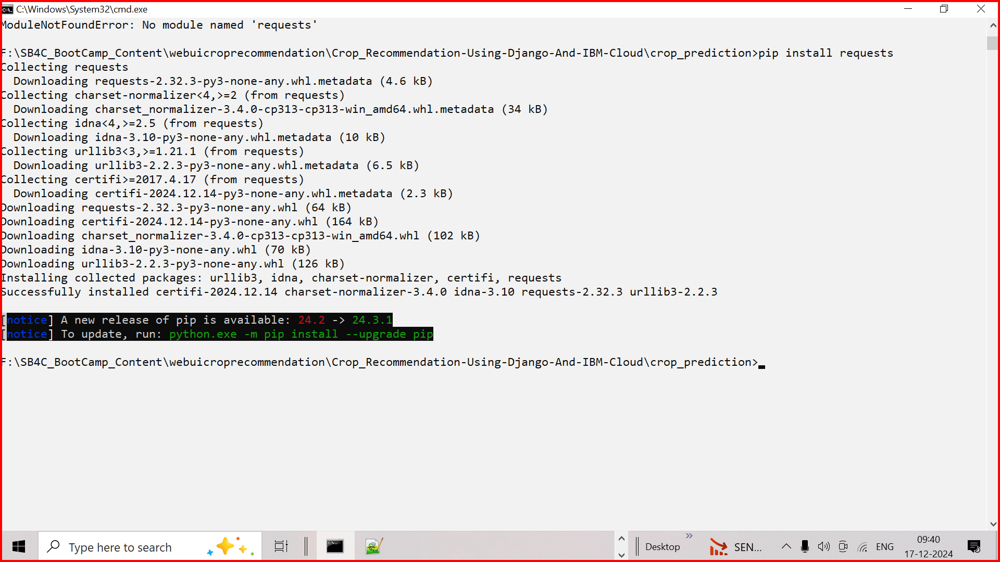 C:\Windows\System32\cmd.exe
ModuleNotFoundError: No module named 'requests'
F:\SB4C_BootCamp_Content\webuicroprecommendation\Crop_Recommendation-Using-Django-And-IBM-Cloud\crop_prediction>pip install requests
Collecting requests
  Downloading requests-2.32.3-py3-none-any.whl.metadata (4.6 kB)
Collecting charset-normalizer<4,>=2 (from requests)
  Downloading charset_normalizer-3.4.0-cp313-cp313-win_amd64.whl.metadata (34 kB)
Collecting idna<4,>=2.5 (from requests)
  Downloading idna-3.10-py3-none-any.whl.metadata (10 kB)
Collecting urllib3<3,>=1.21.1 (from requests)
  Downloading urllib3-2.2.3-py3-none-any.whl.metadata (6.5 kB)
Collecting certifi>=2017.4.17 (from requests)
  Downloading certifi-2024.12.14-py3-none-any.whl.metadata (2.3 kB)
Downloading requests-2.32.3-py3-none-any.whl (64 kB)
Downloading certifi-2024.12.14-py3-none-any.whl (164 kB)
Downloading charset_normalizer-3.4.0-cp313-cp313-win_amd64.whl (102 kB)
Downloading idna-3.10-py3-none-any.whl (70 kB)
Downloading urllib3-2.2.3-py3-none-any.whl (126 kB)
Installing collected packages: urllib3, idna, charset-normalizer, certifi, requests
Successfully installed certifi-2024.12.14 charset-normalizer-3.4.0 idna-3.10 requests-2.32.3 urllib3-2.2.3
[notice] A new release of pip is available: 24.2 -> 24.3.1
[notice] To update, run: python.exe -m pip install --upgrade pip
F:\SB4C_BootCamp_Content\webuicroprecommendation\Crop_Recommendation-Using-Django-And-IBM-Cloud\crop_prediction>
Type here to search
Desktop
SEN...
ENG
09:40
17-12-2024